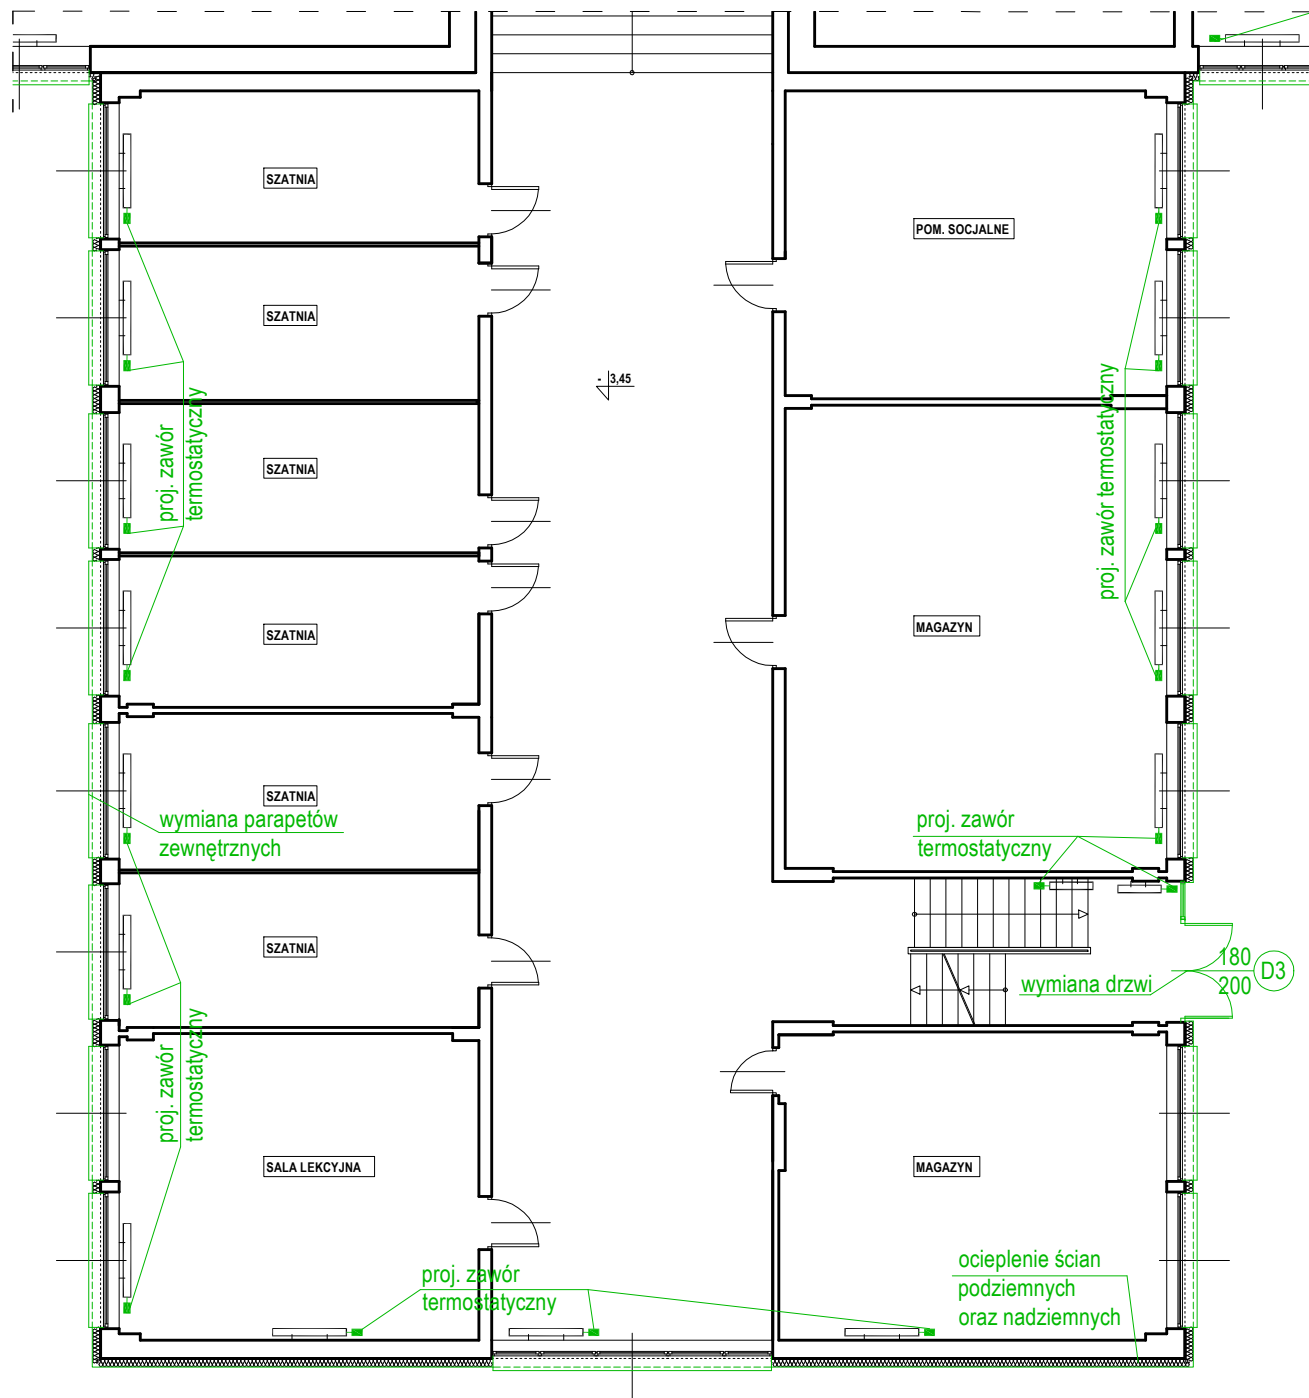 SZATNIA
POM. SOCJALNE
SZATNIA
- 3,45
proj. zawór
termostatyczny
proj. zawór termostatyczny
SZATNIA
SZATNIA
MAGAZYN
SZATNIA
wymiana parapetów
zewnętrznych
proj. zawór
termostatyczny
SZATNIA
wymiana drzwi
180
200
D3
proj. zawór
termostatyczny
SALA LEKCYJNA
MAGAZYN
proj. zawór
termostatyczny
ocieplenie ścian
podziemnych
oraz nadziemnych